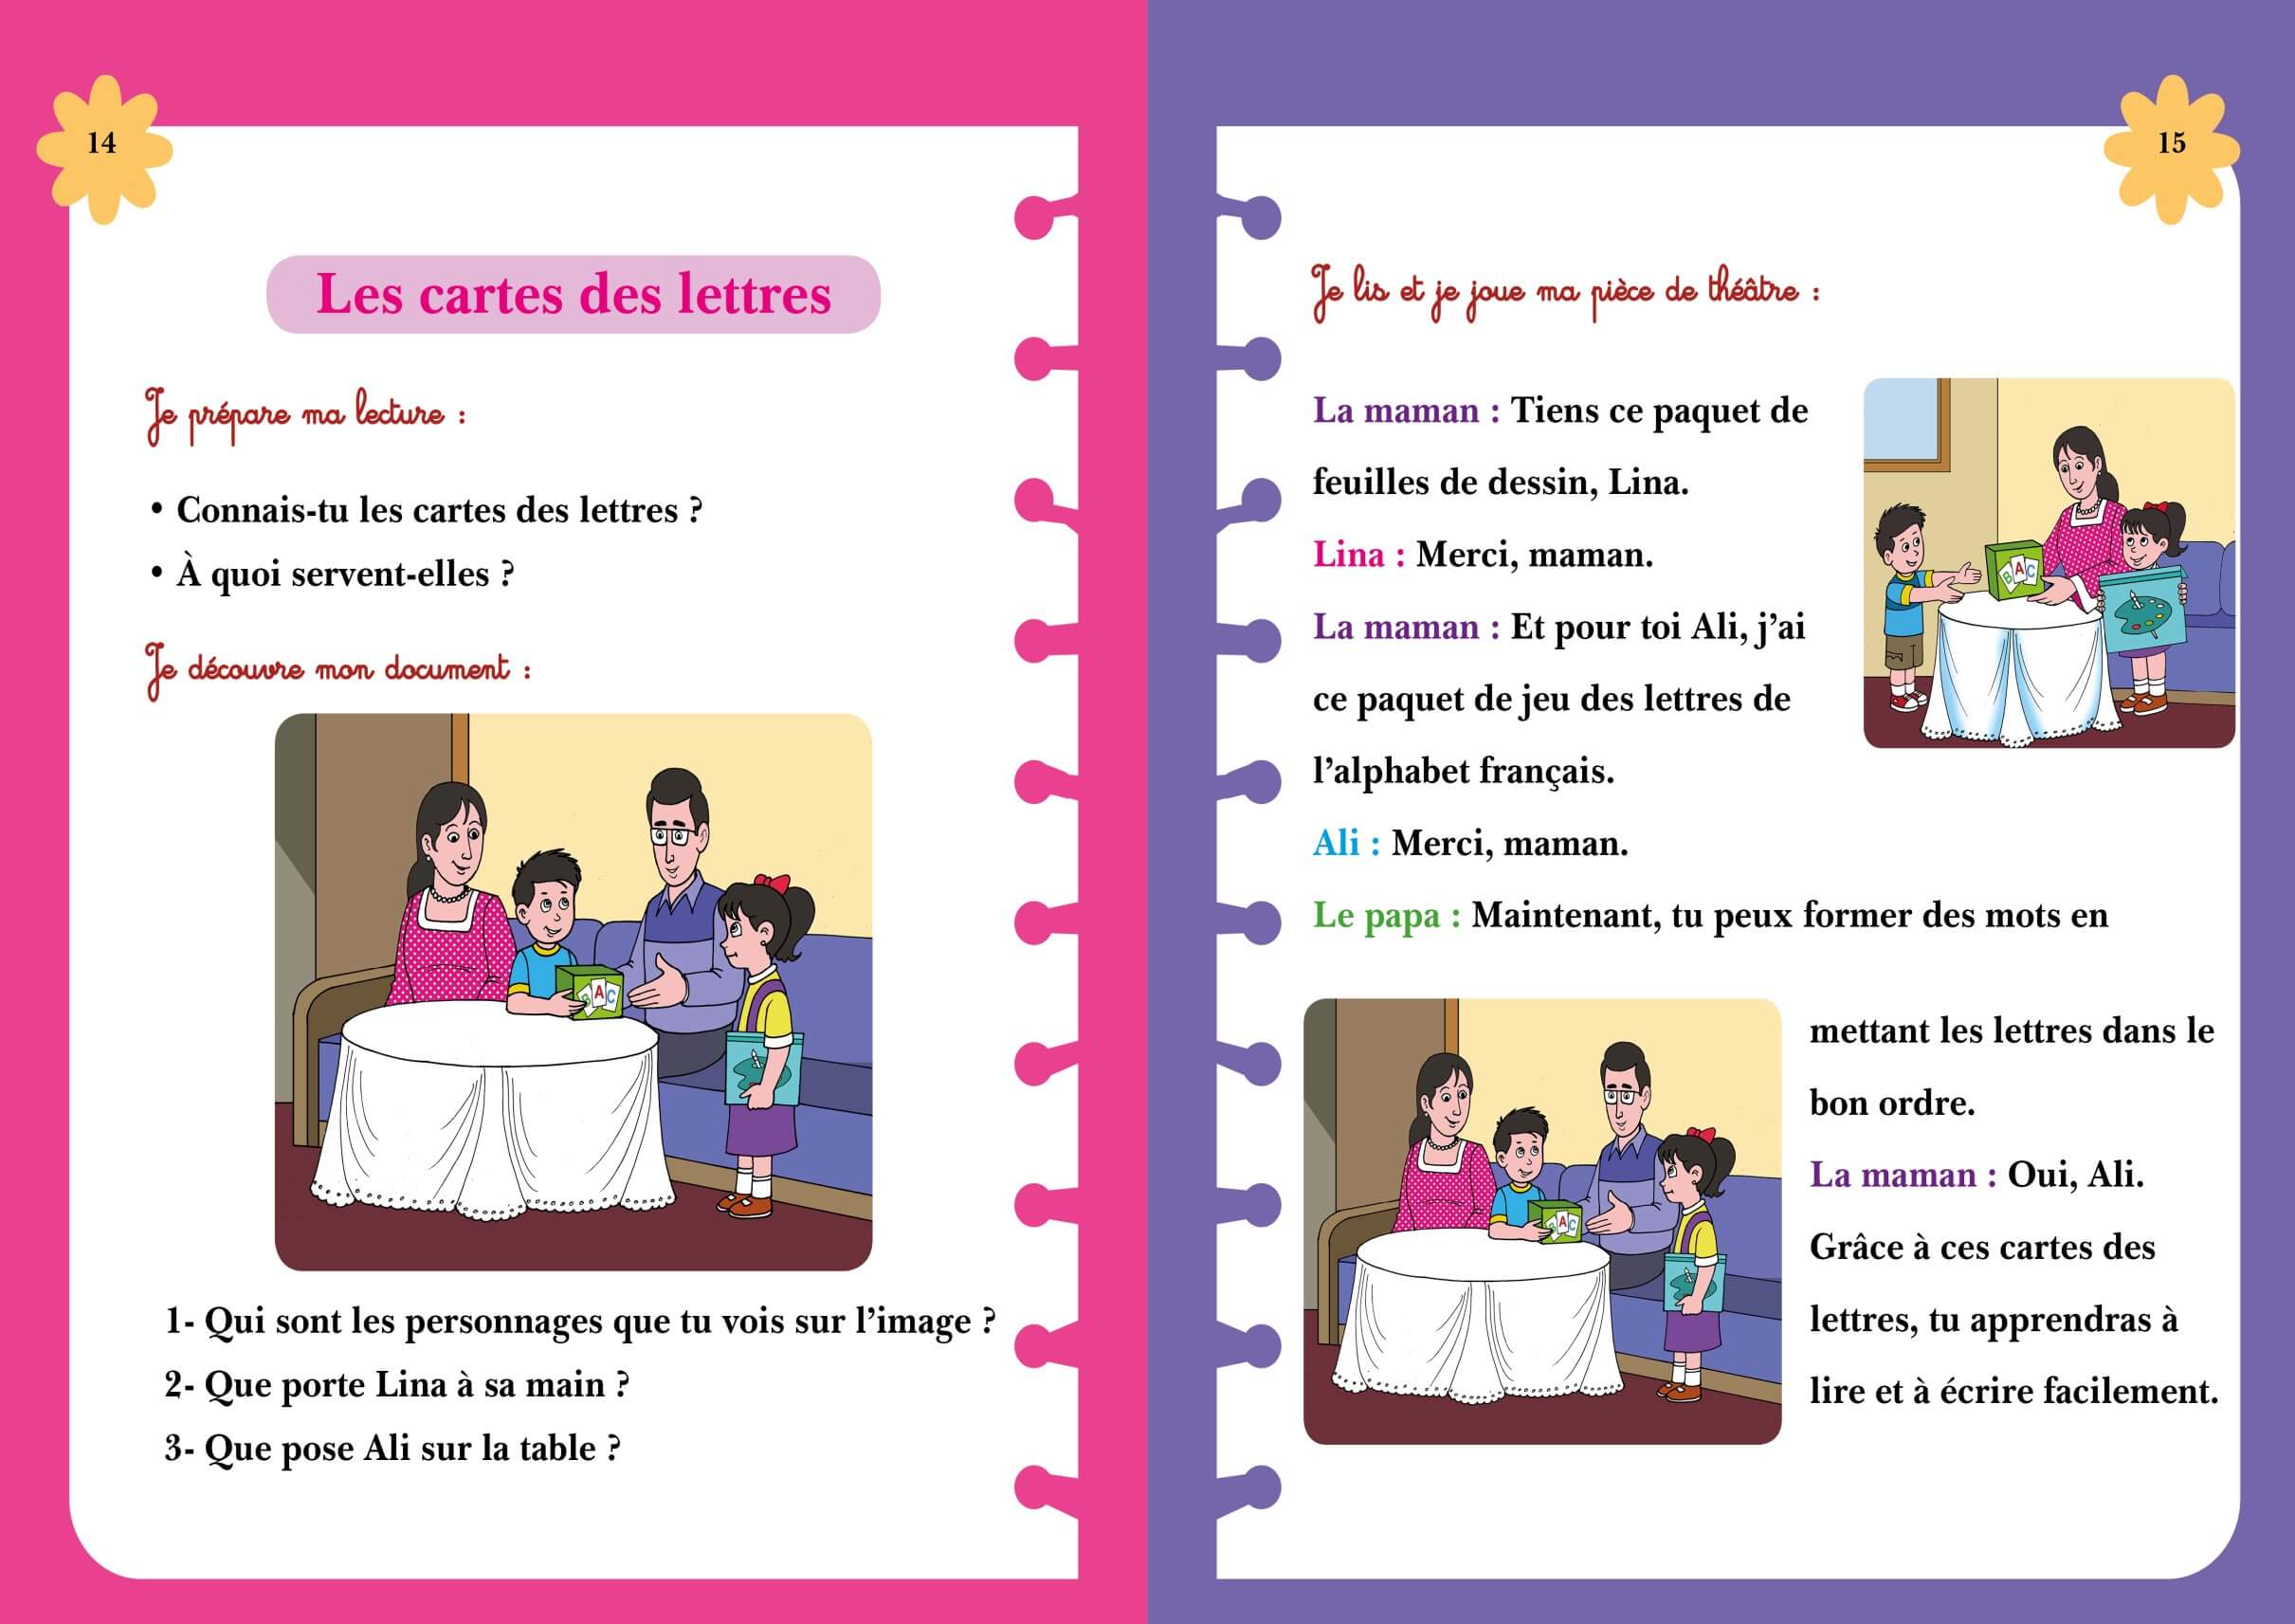 14
Les cartes des lettres
Je prépare ma lecture :
• Connais-tu les cartes des lettres ?
• À quoi servent-elles ?
Je découvre mon document :
BAC
1- Qui sont les personnages que tu vois sur l'image ?
2- Que porte Lina à sa main ?
3- Que pose Ali sur la table ?
15
Je lis et je joue ma pièce de théâtre :
La maman : Tiens ce paquet de
feuilles de dessin, Lina.
Lina : Merci, maman.
La maman : Et pour toi Ali, j'ai
ce paquet de jeu des lettres de
l'alphabet français.
BAC
Ali : Merci, maman.
Le papa : Maintenant, tu peux former des mots en
mettant les lettres dans le
bon ordre.
La maman : Oui, Ali.
Grâce à ces cartes des
lettres, tu apprendras à
lire et à écrire facilement.
BAC